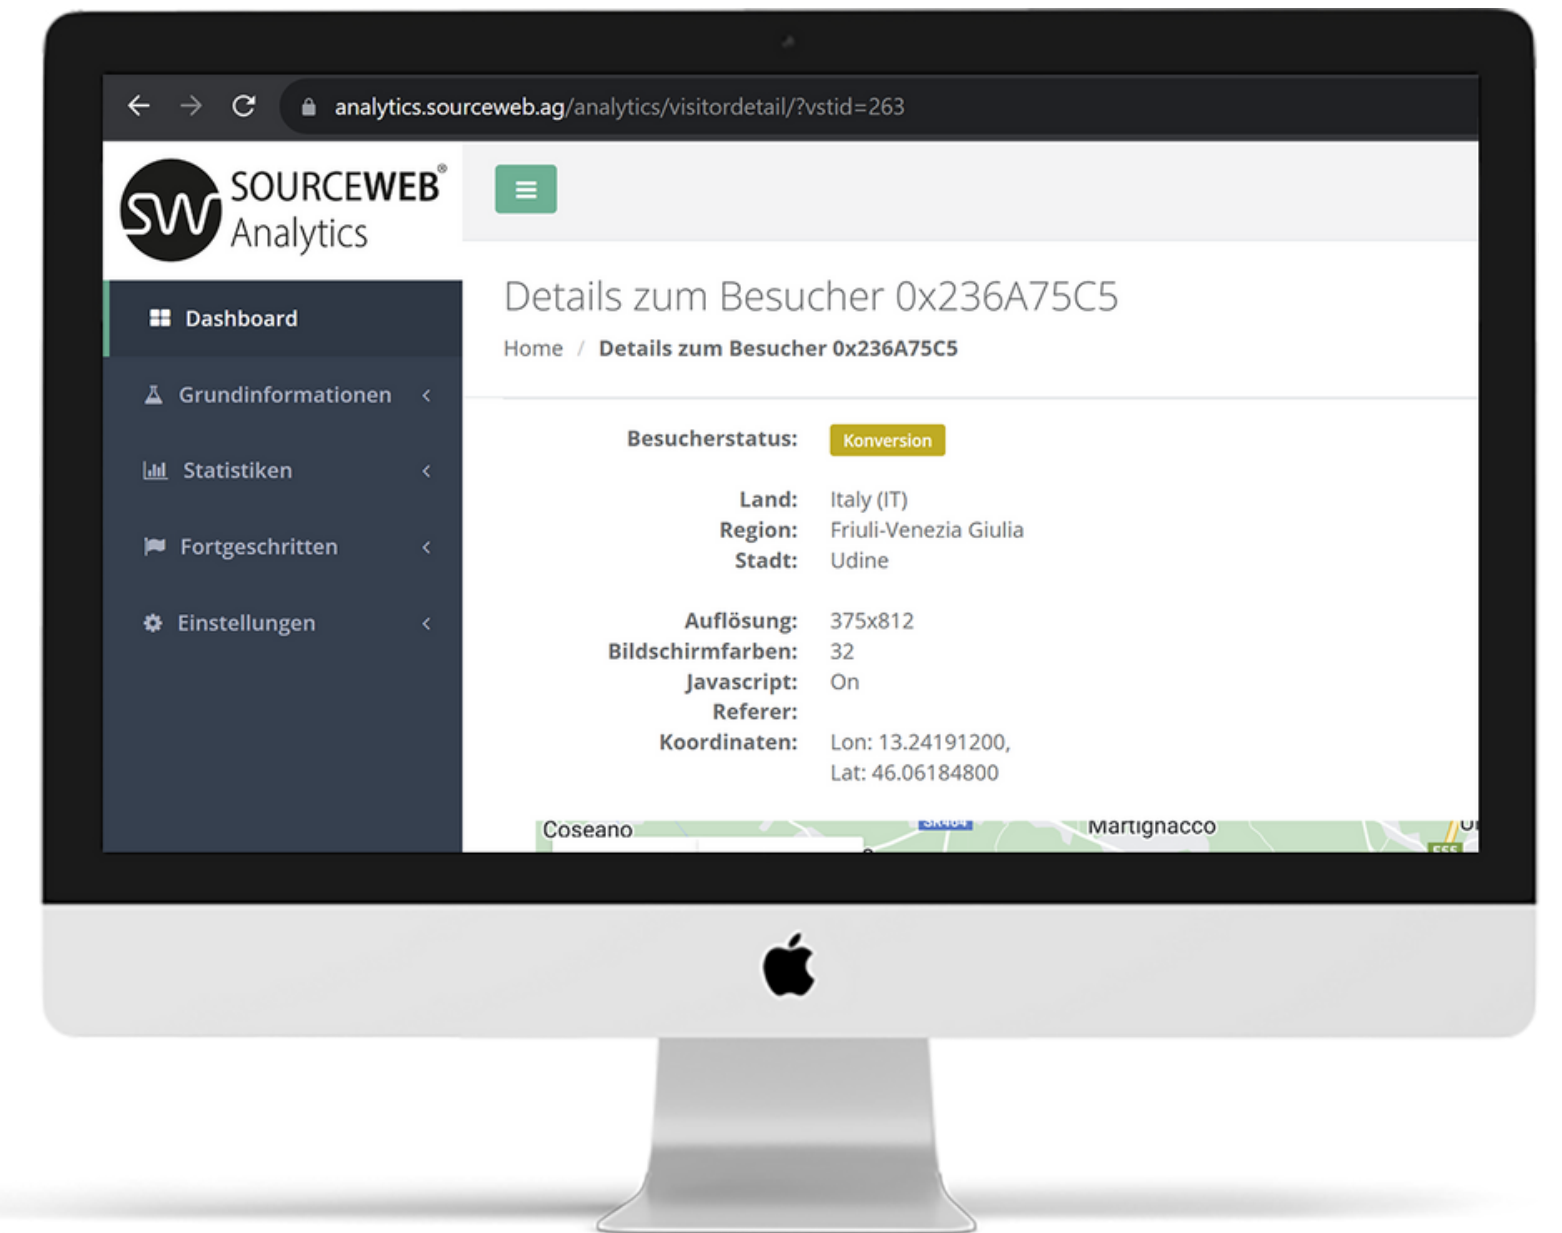 analytics.sourceweb.ag/analytics/visitordetail/?vstid=263
SW
SOURCEWEB®
Analytics
Dashboard
Grundinformationen
Statistiken
Fortgeschritten
Einstellungen
Details zum Besucher 0x236A75C5
Home / Details zum Besucher 0x236A75C5
Besucherstatus: Konversion
Land: Italy (IT)
Region: Friuli-Venezia Giulia
Stadt: Udine
Auflösung: 375x812
Bildschirmfarben: 32
Javascript: On
Referer:
Koordinaten: Lon: 13.24191200,
Lat: 46.06184800
Coseano
SR464
Martignacco